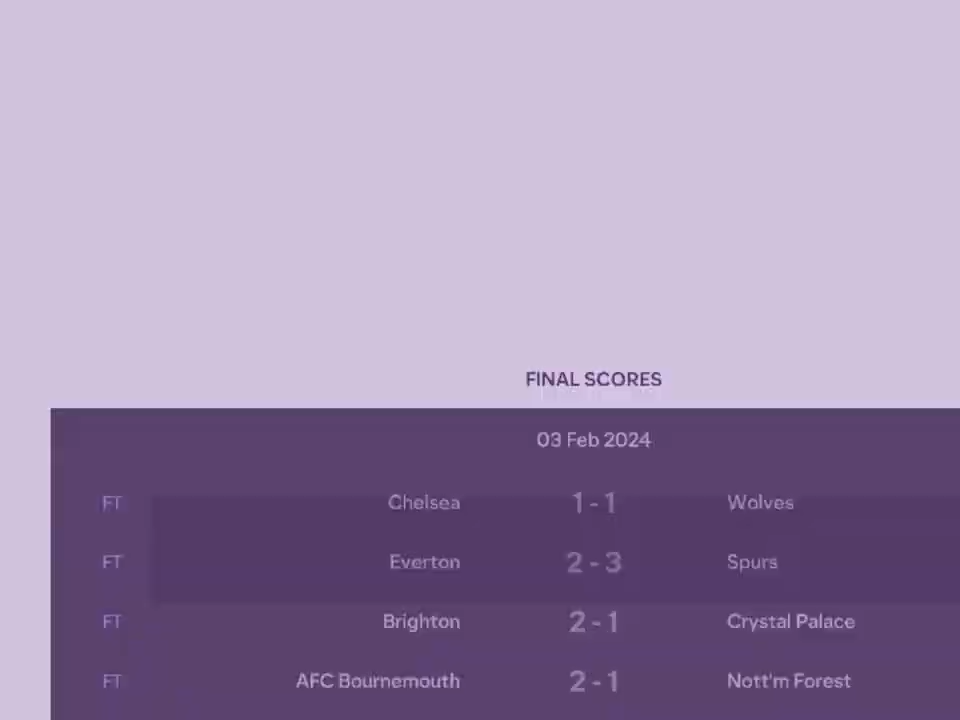 FINAL SCORES
03 Feb 2024
FT Chelsea 1 - 1 Wolves
FT Everton 2 - 3 Spurs
FT Brighton 2 - 1 Crystal Palace
FT AFC Bournemouth 2 - 1 Nott'm Forest